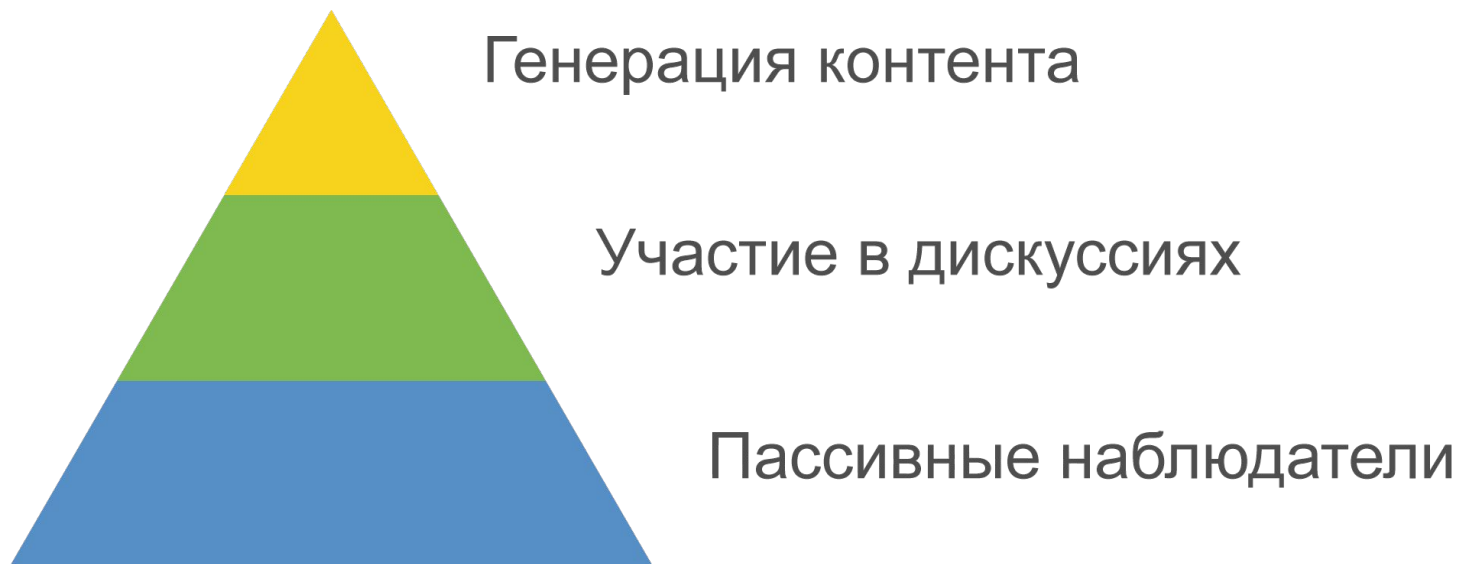 Генерация контента
Участие в дискуссиях
Пассивные наблюдатели